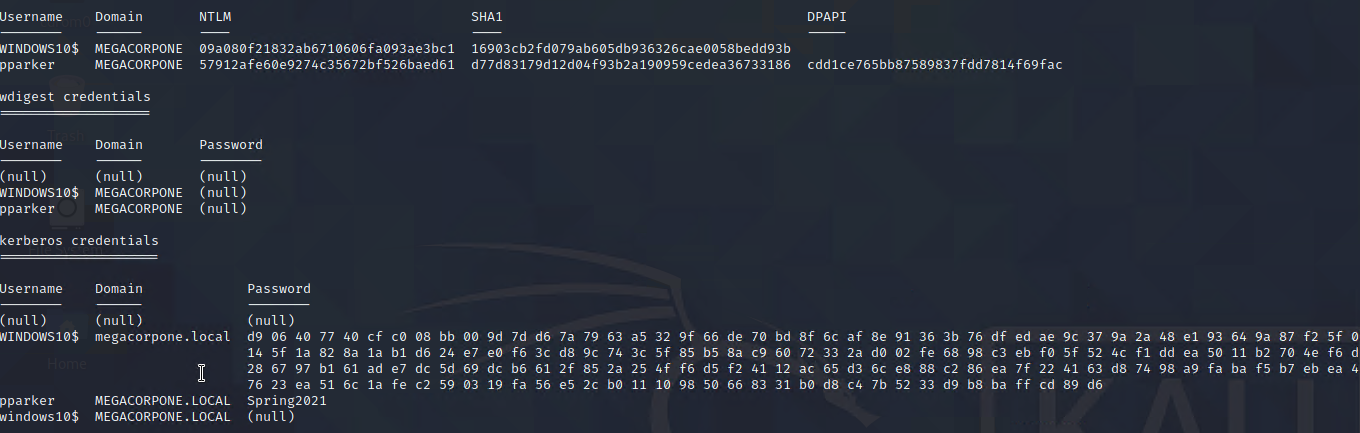 Username Domain NTLM SHA1 DPAPI
WINDOWS10$ MEGACORPONE 09a080f21832ab6710606fa093ae3bc1 16903cb2fd079ab605db936326cae0058bedd93b
pparker MEGACORPONE 57912afe60e9274c35672bf526baed61 d77d83179d12d04f93b2a190959cedea36733186 cdd1ce765bb87589837fdd7814f69fac
wdigest credentials
Username Domain Password
(null) (null) (null)
WINDOWS10$ MEGACORPONE (null)
pparker MEGACORPONE (null)
kerberos credentials
Username Domain Password
(null) (null) (null)
WINDOWS10$ megacorpone.local d9 06 40 77 40 cf c0 08 bb 00 9d 7d d6 7a 79 63 a5 32 9f 66 de 70 bd 8f 6c af 8e 91 36 3b 76 df ed ae 9c 37 9a 2a 48 e1 93 64 9a 87 f2 5f 0
14 5f 1a 82 8a 1a b1 d6 24 e7 e0 f6 3c d8 9c 74 3c 5f 85 b5 8a c9 60 72 33 2a d0 02 fe 68 98 c3 eb f0 5f 52 4c f1 dd ea 50 11 b2 70 4e f6 d
28 67 97 b1 61 ad e7 dc 5d 69 dc b6 61 2f 85 2a 25 4f f6 d5 f2 41 12 ac 65 d3 6c e8 88 c2 86 ea 7f 22 41 63 d8 74 98 a9 fa ba f5 b7 eb ea 4
76 23 ea 51 6c 1a fe c2 59 03 19 fa 56 e5 2c b0 11 10 98 50 66 83 31 b0 d8 c4 7b 52 33 d9 b8 ba ff cd 89 d6
Home
pparker MEGACORPONE.LOCAL Spring2021
windows10$ MEGACORPONE.LOCAL (null)